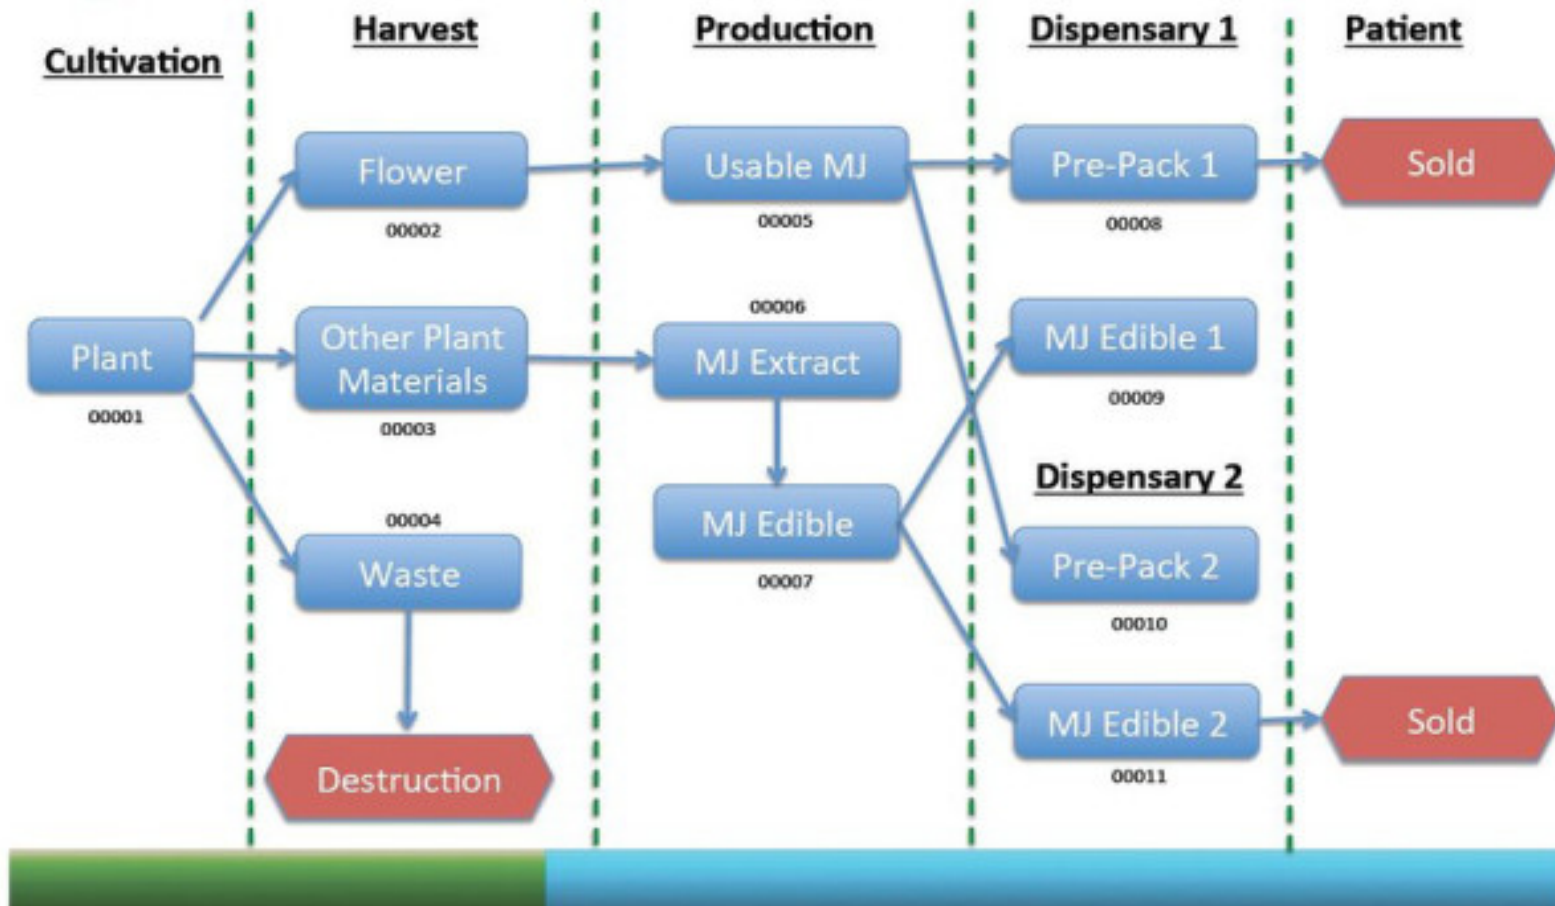 Cultivation
Harvest
Production
Dispensary 1
Patient
Flower
00002
Usable MJ
00005
Pre-Pack 1
00008
Sold
Plant
00001
Other Plant
Materials
00003
00006
MJ Extract
MJ Edible 1
00009
00004
Waste
MJ Edible
00007
Dispensary 2
Pre-Pack 2
00010
Destruction
MJ Edible 2
00011
Sold